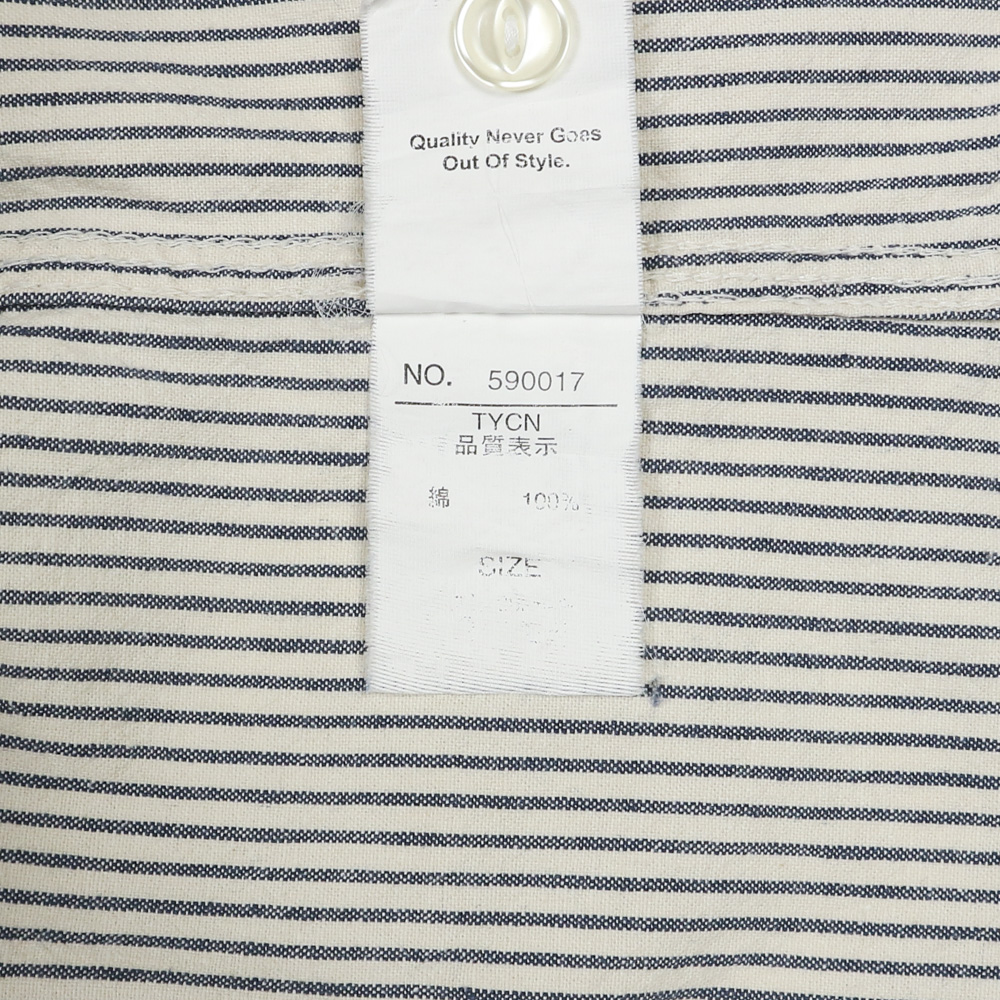 Quality Never Goes
Out Of Style.
NO. 590017
TYCN
品質表示
綿 100%
SIZE